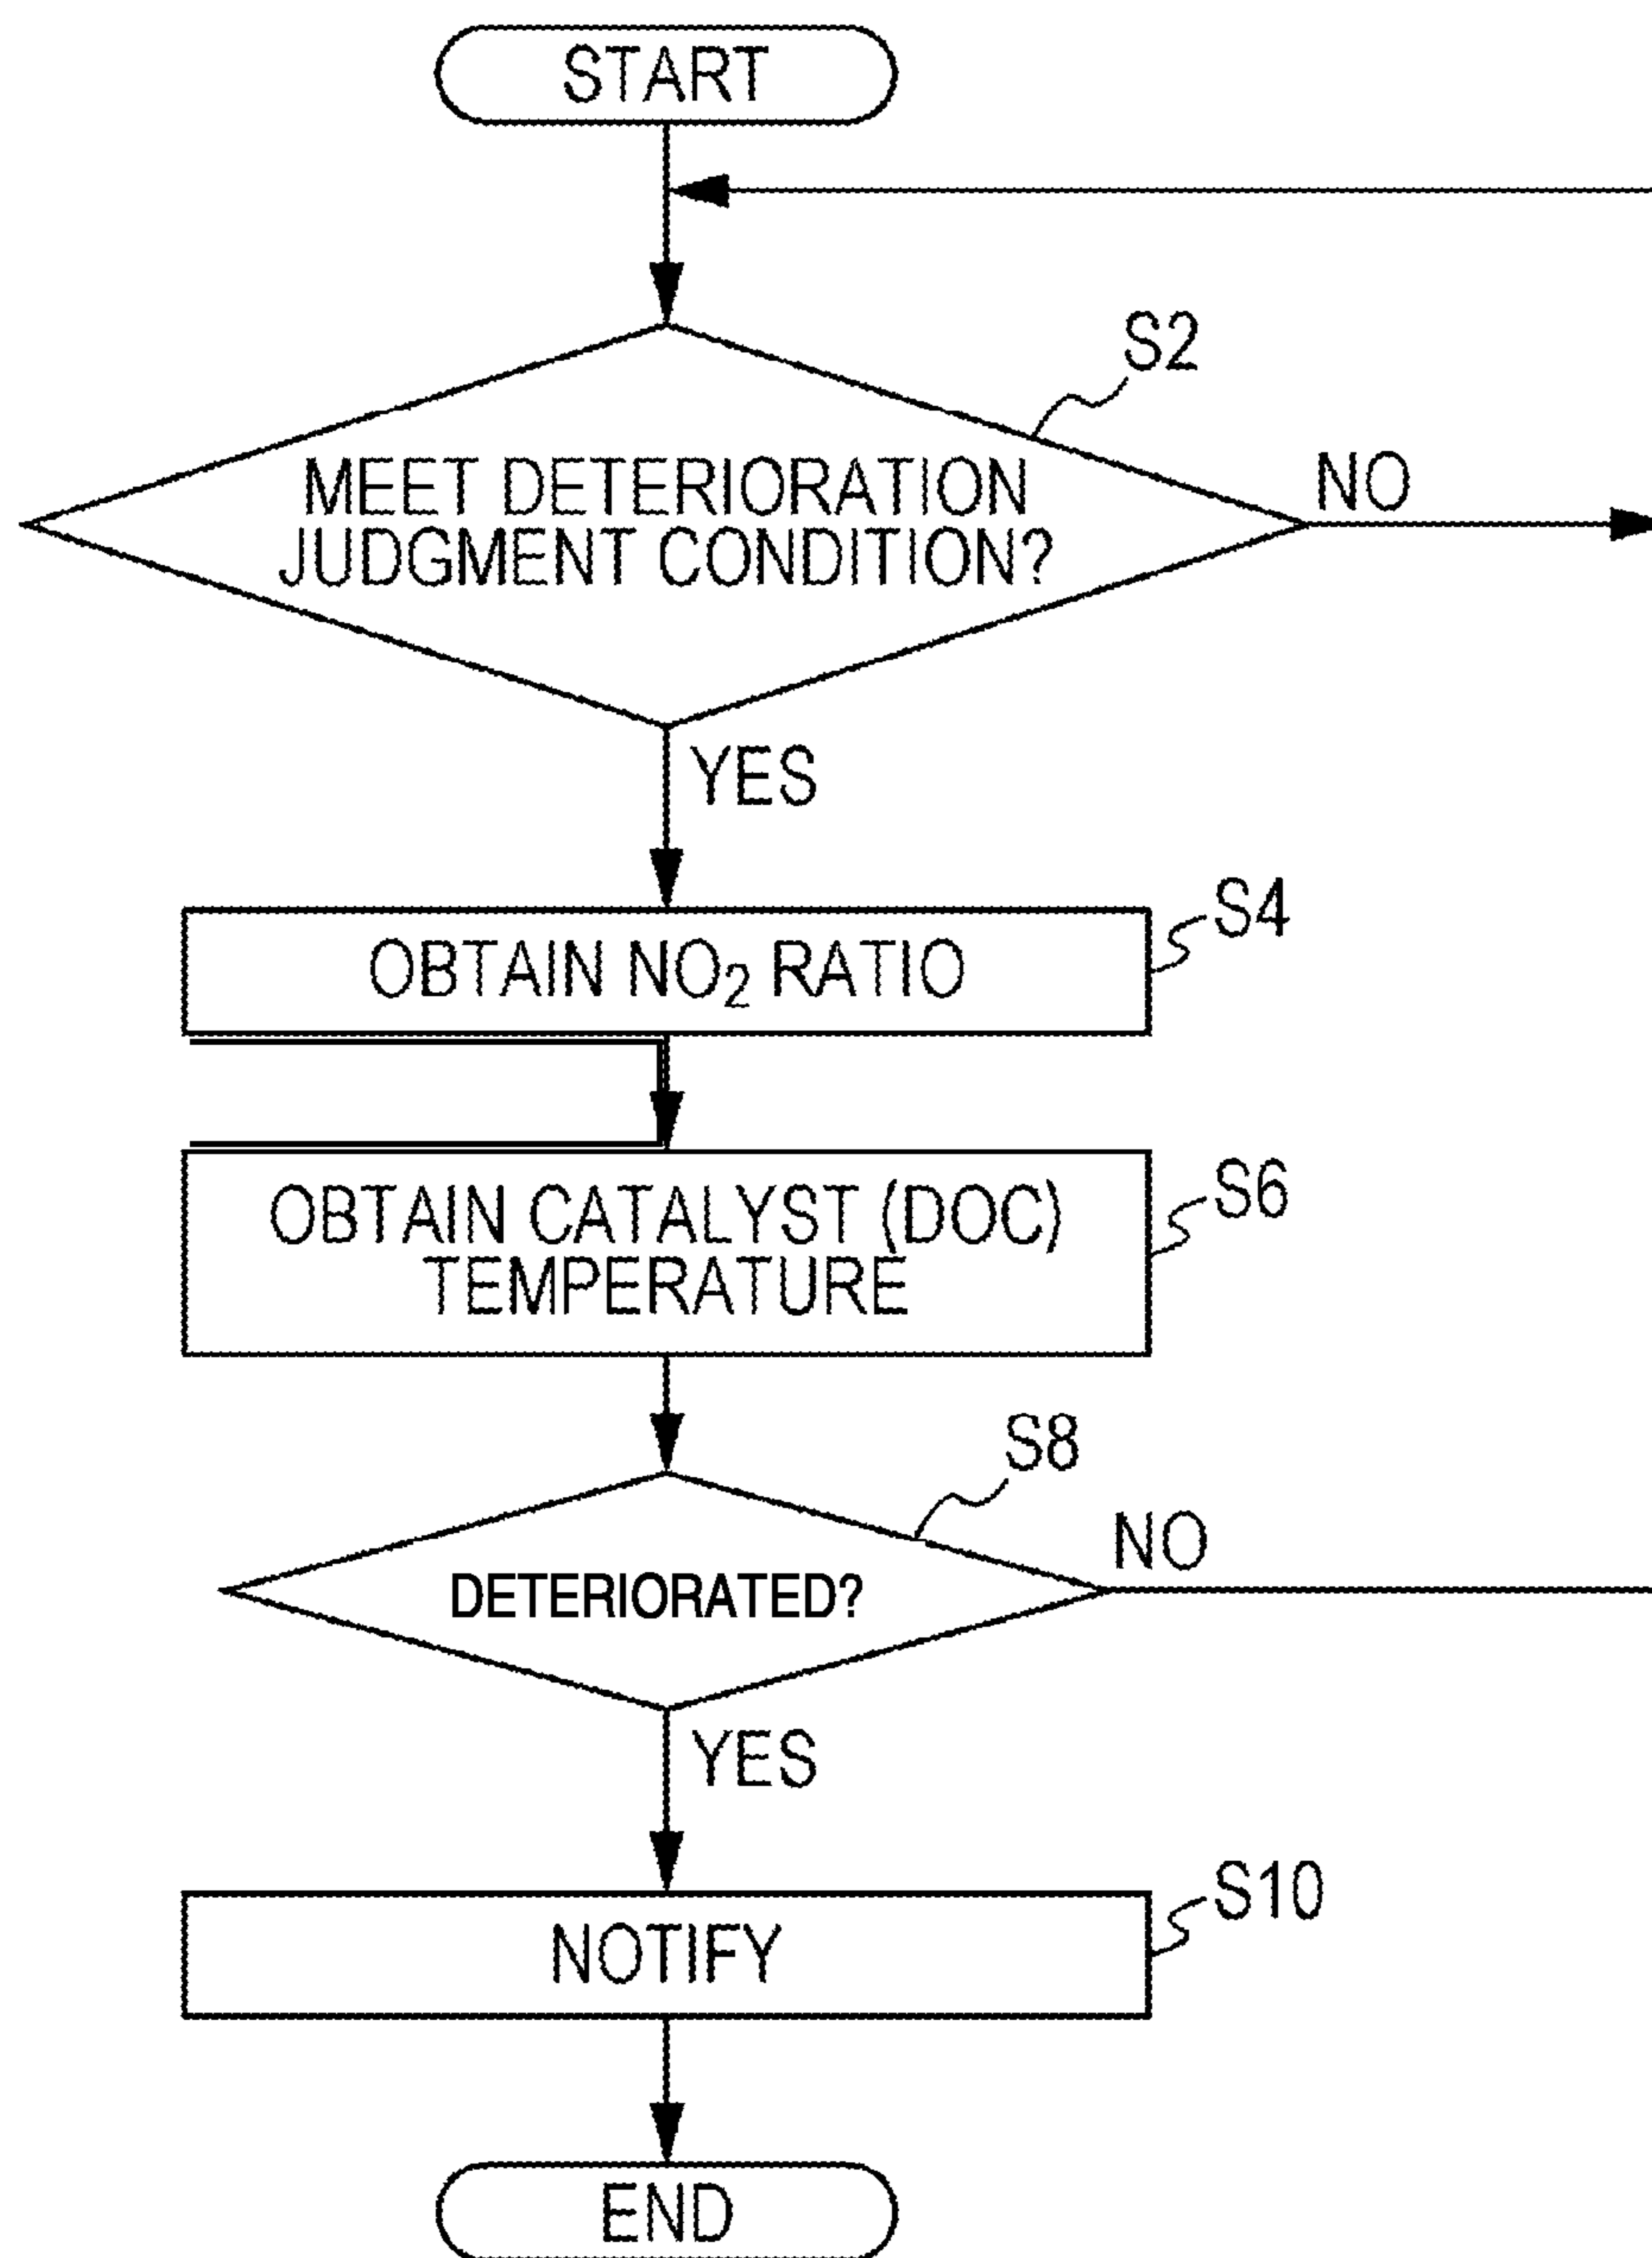 START
S2
MEET DETERIORATION
JUDGMENT CONDITION?
NO
YES
S4
OBTAIN NO₂ RATIO
S6
OBTAIN CATALYST (DOC)
TEMPERATURE
S8
NO
DETERIORATED?
YES
S10
NOTIFY
END